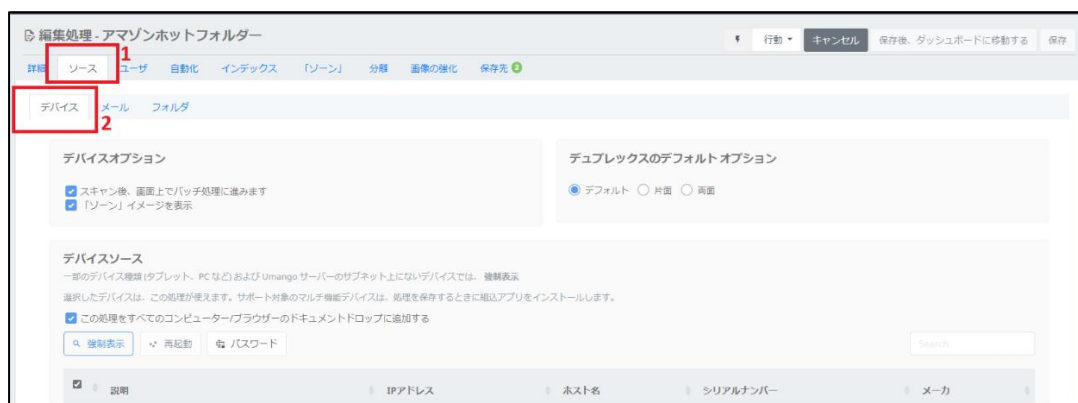 編集処理 - アマゾンホットフォルダー
行動 キャンセル 保存後、ダッシュボードに移動する 保存
1
詳細 ソース ユーザ 自動化 インデックス 「ゾーン」 分離 画像の強化 保存先 2
デバイス メール フォルダ
2
デバイスオプション
デュプレックスのデフォルト オプション
スキャン後、画面上でバッチ処理に進みます
「ゾーン」イメージを表示
デフォルト 片面 両面
デバイスソース
一部のデバイス種類 (タブレット、PC など) および Umango サーバーのサブネット上にないデバイスでは、 強制表示
選択したデバイスは、この処理が使えます。サポート対象のマルチ機能デバイスは、処理を保存するときに組込アプリをインストールします。
この処理をすべてのコンピューター/ブラウザーのドキュメントドロップに追加する
強制表示 再起動 パスワード Search
説明 IPアドレス ホスト名 シリアルナンバー メーカ